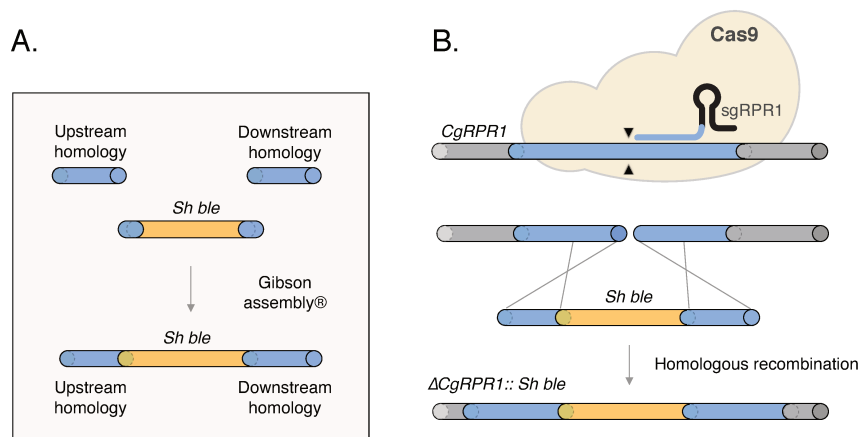 A.
Upstream
homology
Downstream
homology
Sh ble
Gibson
assembly®
Sh ble
Upstream
homology
Downstream
homology
B.
Cas9
sgRPR1
CgRPR1
Sh ble
Homologous recombination
ΔCgRPR1:: Sh ble